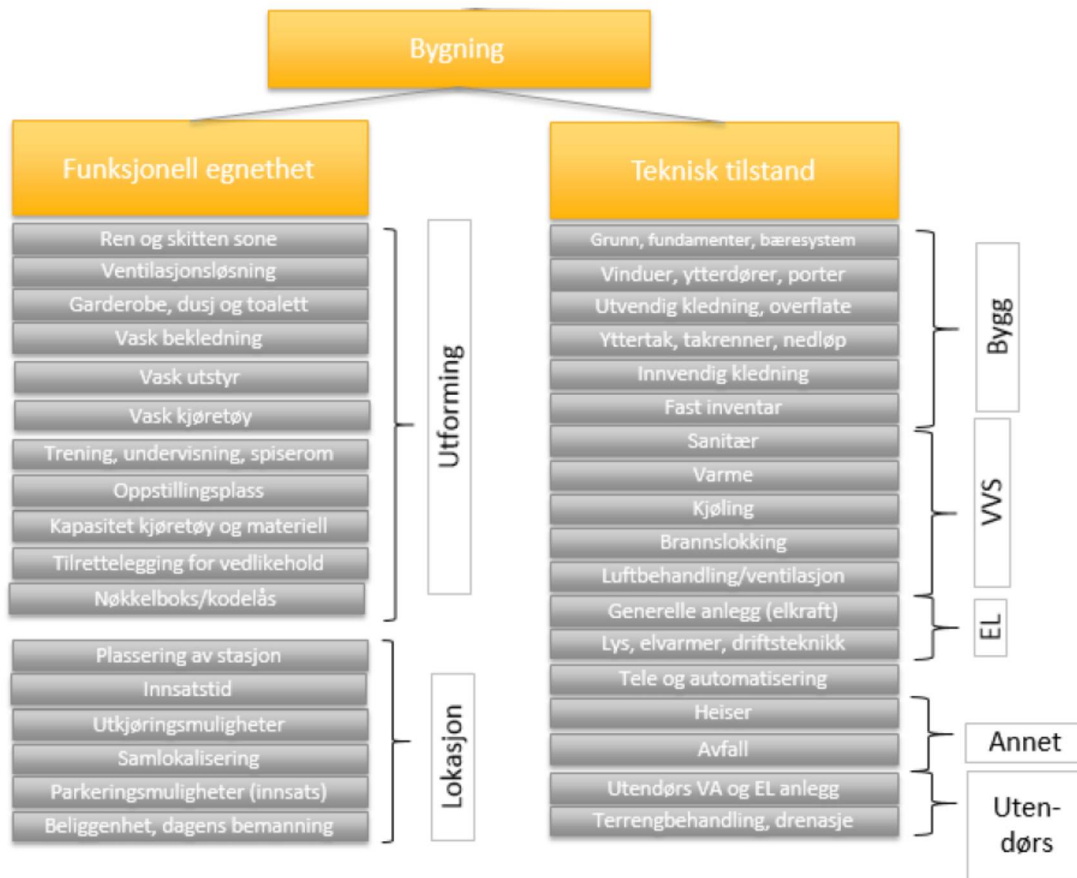 Bygning
Funksjonell egnethet
Ren og skitten sone
Ventilasjonsløsning
Garderobe, dusj og toalett
Vask bekledning
Vask utstyr
Vask kjøretøy
Trening, undervisning, spiserom
Oppstillingsplass
Kapasitet kjøretøy og materiell
Tilrettelegging for vedlikehold
Nøkkelboks/kodelås
Utforming
Plassering av stasjon
Innsatstid
Utkjøringsmuligheter
Samlokalisering
Parkeringsmuligheter (innsats)
Beliggenhet, dagens bemanning
Lokasjon
Teknisk tilstand
Grunn, fundamenter, bæresystem
Vinduer, ytterdører, porter
Utvendig kledning, overflate
Yttertak, takrenner, nedløp
Innvendig kledning
Fast inventar
Bygg
Sanitær
Varme
Kjøling
Brannslokking
Luftbehandling/ventilasjon
VVS
Generelle anlegg (elkraft)
Lys, elvarmer, driftsteknikk
EL
Tele og automatisering
Heiser
Avfall
Annet
Utendørs VA og EL anlegg
Terrengbehandling, drenasje
Uten-
dørs